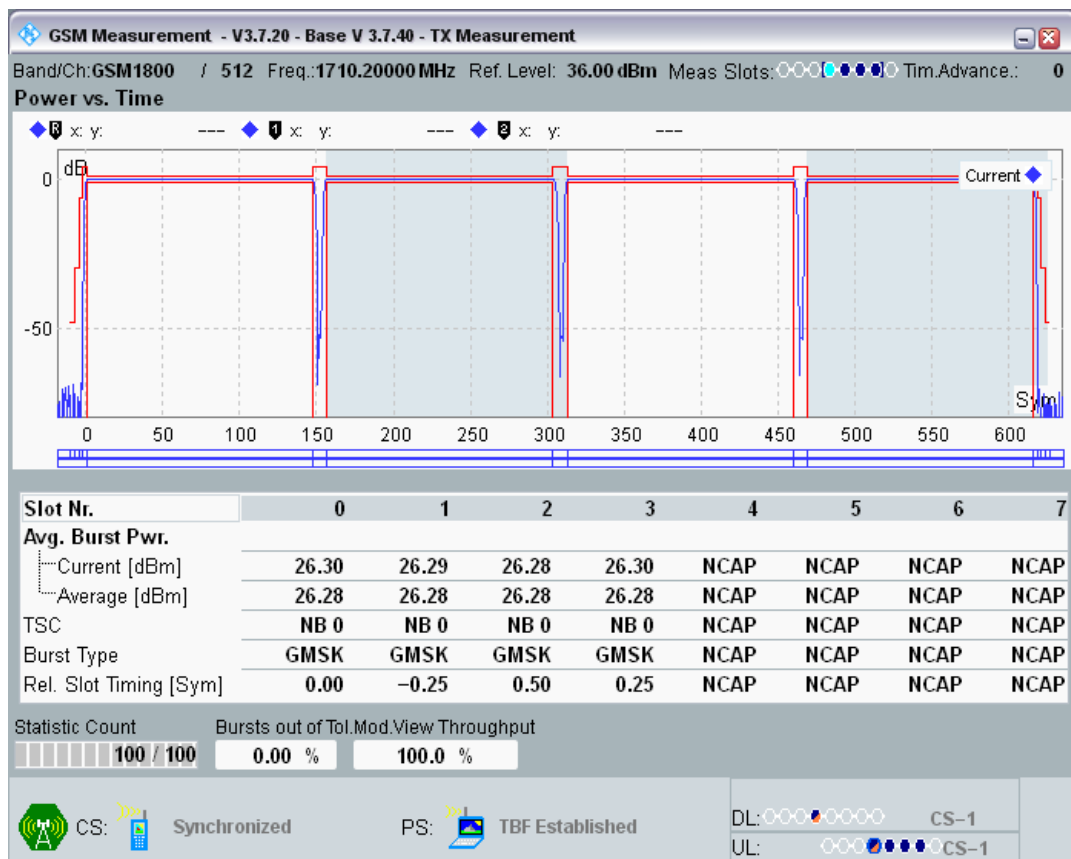 GSM Measurement - V3.7.20 - Base V 3.7.40 - TX Measurement
Band/Ch:GSM1800 / 512 Freq.:1710.20000 MHz Ref. Level: 36.00 dBm Meas Slots: Tim.Advance.: 0
Power vs. Time
R x: y: --- 1 x: y: --- 2 x: y: ---
dB
0
Current
-50
Sym
0 50 100 150 200 250 300 350 400 450 500 550 600
Slot Nr. 0 1 2 3 4 5 6 7
Avg. Burst Pwr.
Current [dBm] 26.30 26.29 26.28 26.30 NCAP NCAP NCAP NCAP
Average [dBm] 26.28 26.28 26.28 26.28 NCAP NCAP NCAP NCAP
TSC NB 0 NB 0 NB 0 NB 0 NCAP NCAP NCAP NCAP
Burst Type GMSK GMSK GMSK GMSK NCAP NCAP NCAP NCAP
Rel. Slot Timing [Sym] 0.00 −0.25 0.50 0.25 NCAP NCAP NCAP NCAP
Statistic Count Bursts out of Tol.Mod.View Throughput
100 / 100 0.00 % 100.0 %
CS: Synchronized PS: TBF Established
DL: CS−1
UL: CS−1